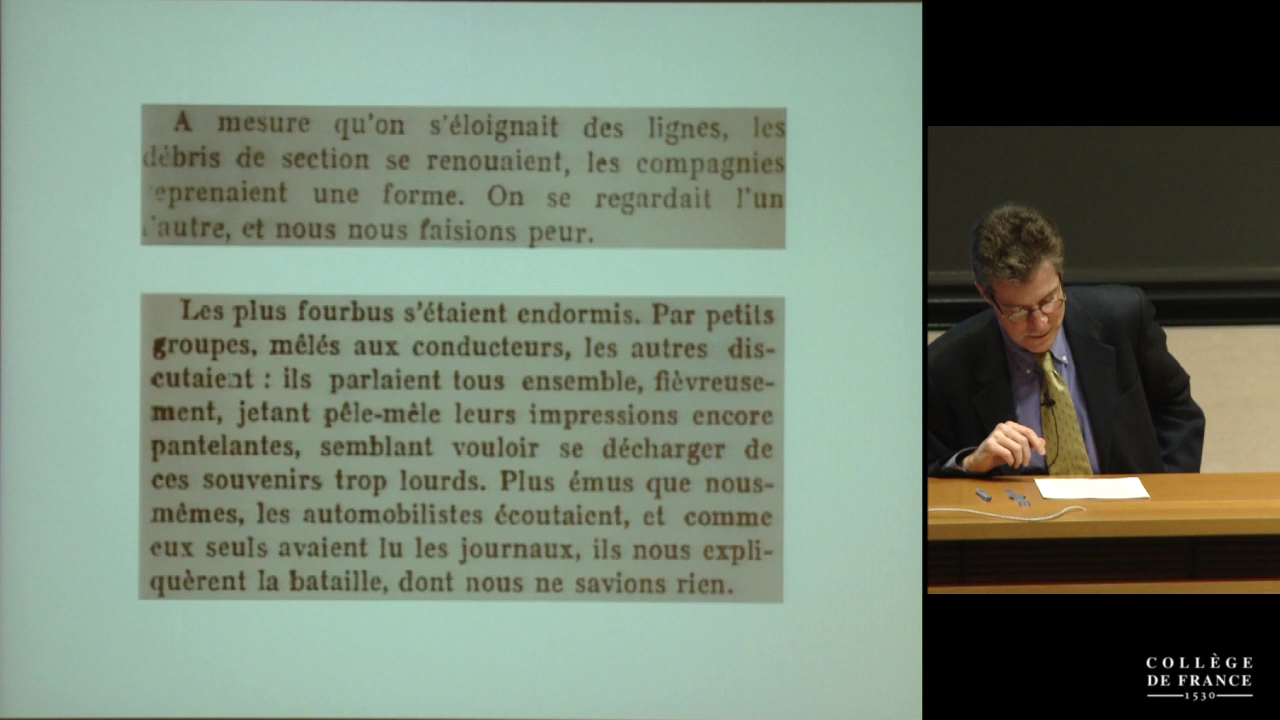 A mesure qu'on s'éloignait des lignes, les
débris de section se renouaient, les compagnies
reprenaient une forme. On se regardait l'un
l'autre, et nous nous faisions peur.
Les plus fourbus s'étaient endormis. Par petits
groupes, mêlés aux conducteurs, les autres dis-
cutaient : ils parlaient tous ensemble, fièvreuse-
ment, jetant pêle-mêle leurs impressions encore
pantelantes, semblant vouloir se décharger de
ces souvenirs trop lourds. Plus émus que nous-
mêmes, les automobilistes écoutaient, et comme
eux seuls avaient lu les journaux, ils nous expli-
quèrent la bataille, dont nous ne savions rien.
COLLÈGE
DE FRANCE
1530